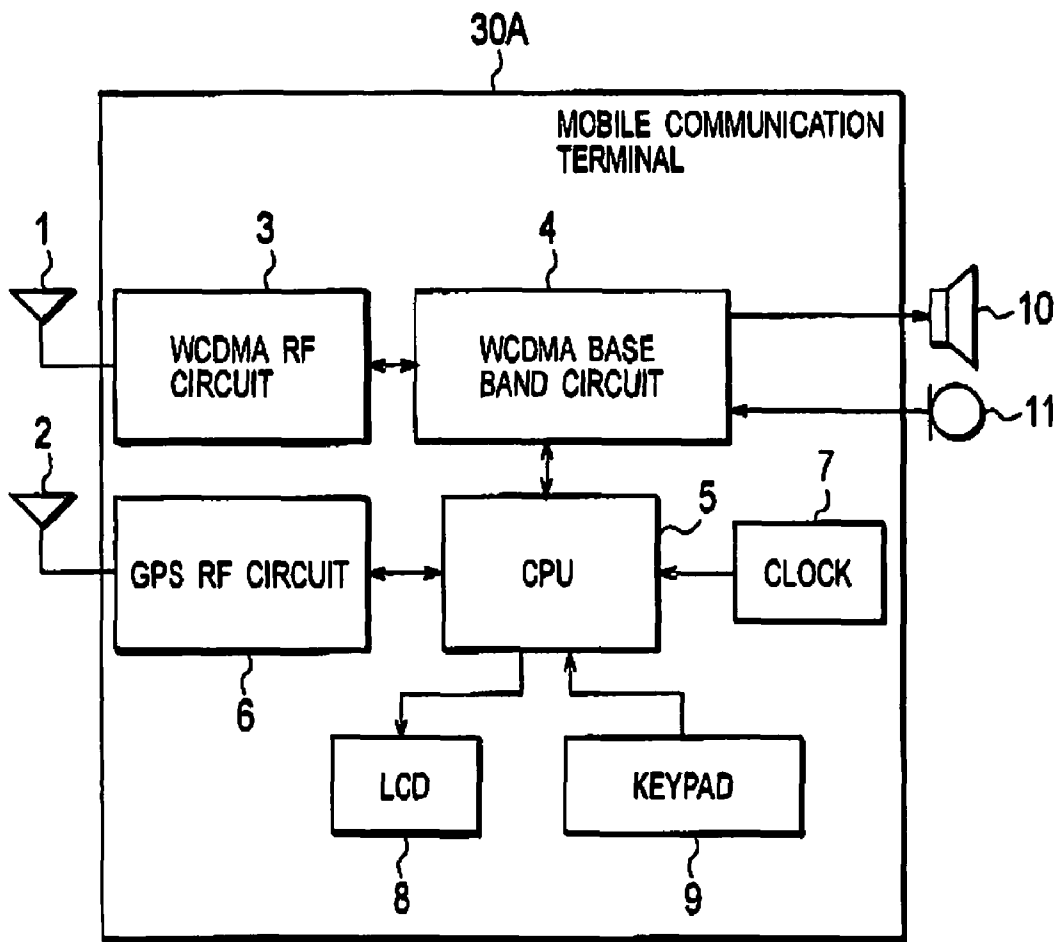 30A
MOBILE COMMUNICATION
TERMINAL
1
3
4
WCDMA RF
CIRCUIT
WCDMA BASE
BAND CIRCUIT
10
11
2
5
7
GPS RF CIRCUIT
CPU
CLOCK
6
LCD
KEYPAD
8
9